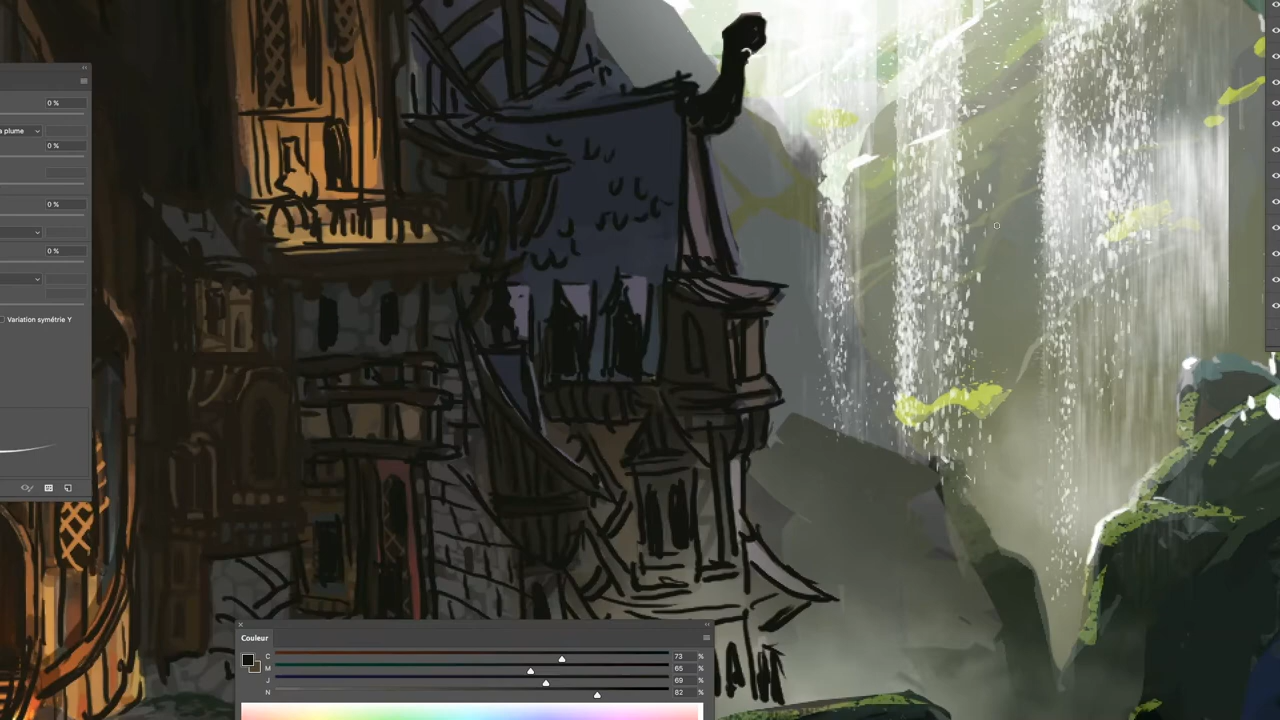 0 %
a plume
0 %
0 %
0 %
Variation symétrie Y
Couleur
C 73 %
M 65 %
J 69 %
N 82 %